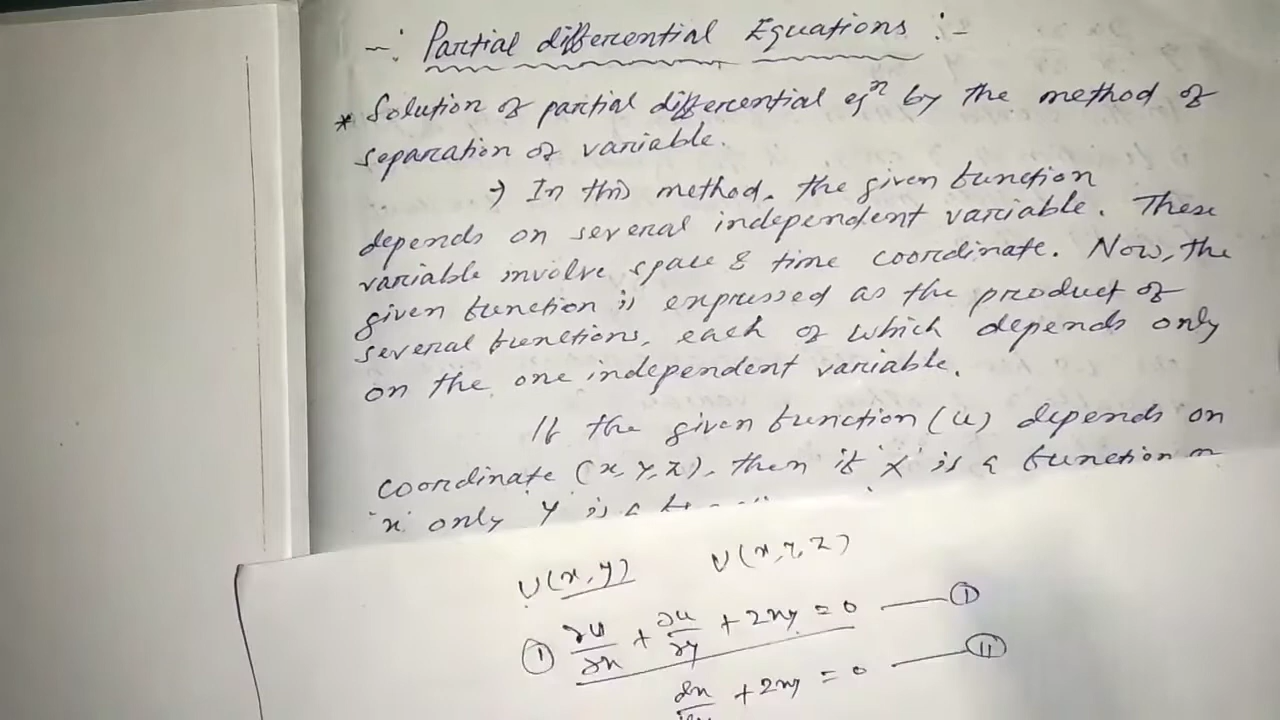 ~: Partial differential Equations :-
* Solution of partial differential eqⁿ by the method of
separation of variable.
→ In this method, the given function
depends on several independent variable. These
variable involve space & time coordinate. Now, the
given function is expressed as the product of
several functions, each of which depends only
on the one independent variable.
If the given function (u) depends on
coordinate (x, y, z), then if 'X' is a function
'x' only Y is a
U(x, y) U(x, y, z)
① ∂u/∂x + ∂u/∂y + 2xy = 0 — ①
+ 2xy = 0 — ⑪